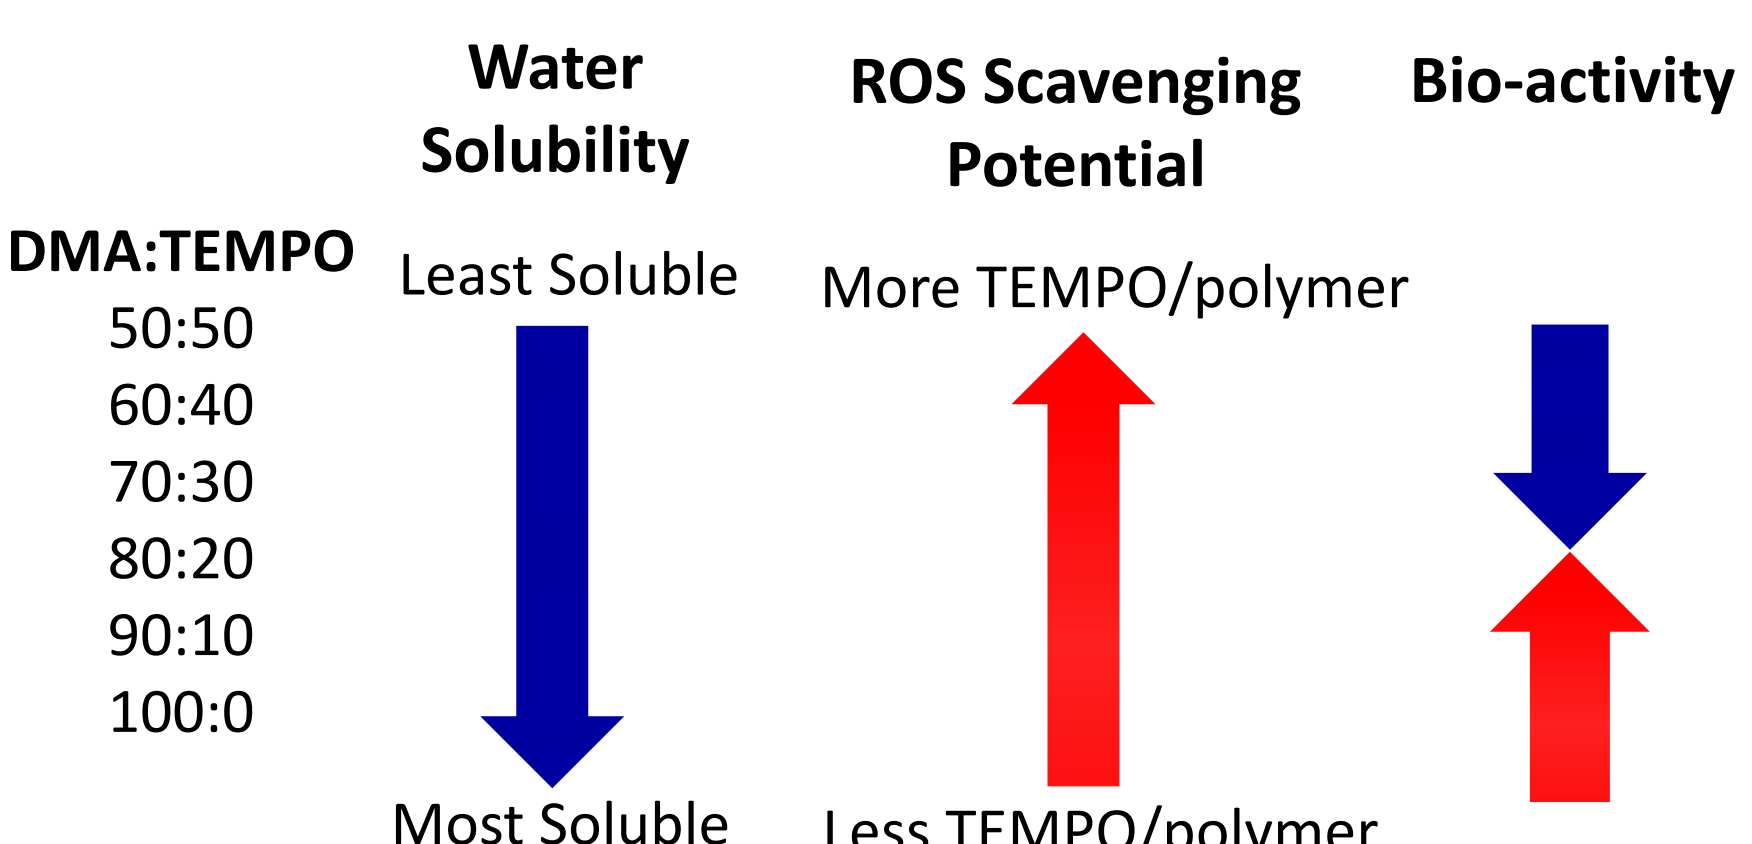 Water
Solubility
ROS Scavenging
Potential
Bio-activity
DMA:TEMPO
50:50
60:40
70:30
80:20
90:10
100:0
Least Soluble
Most Soluble
More TEMPO/polymer
Less TEMPO/polymer